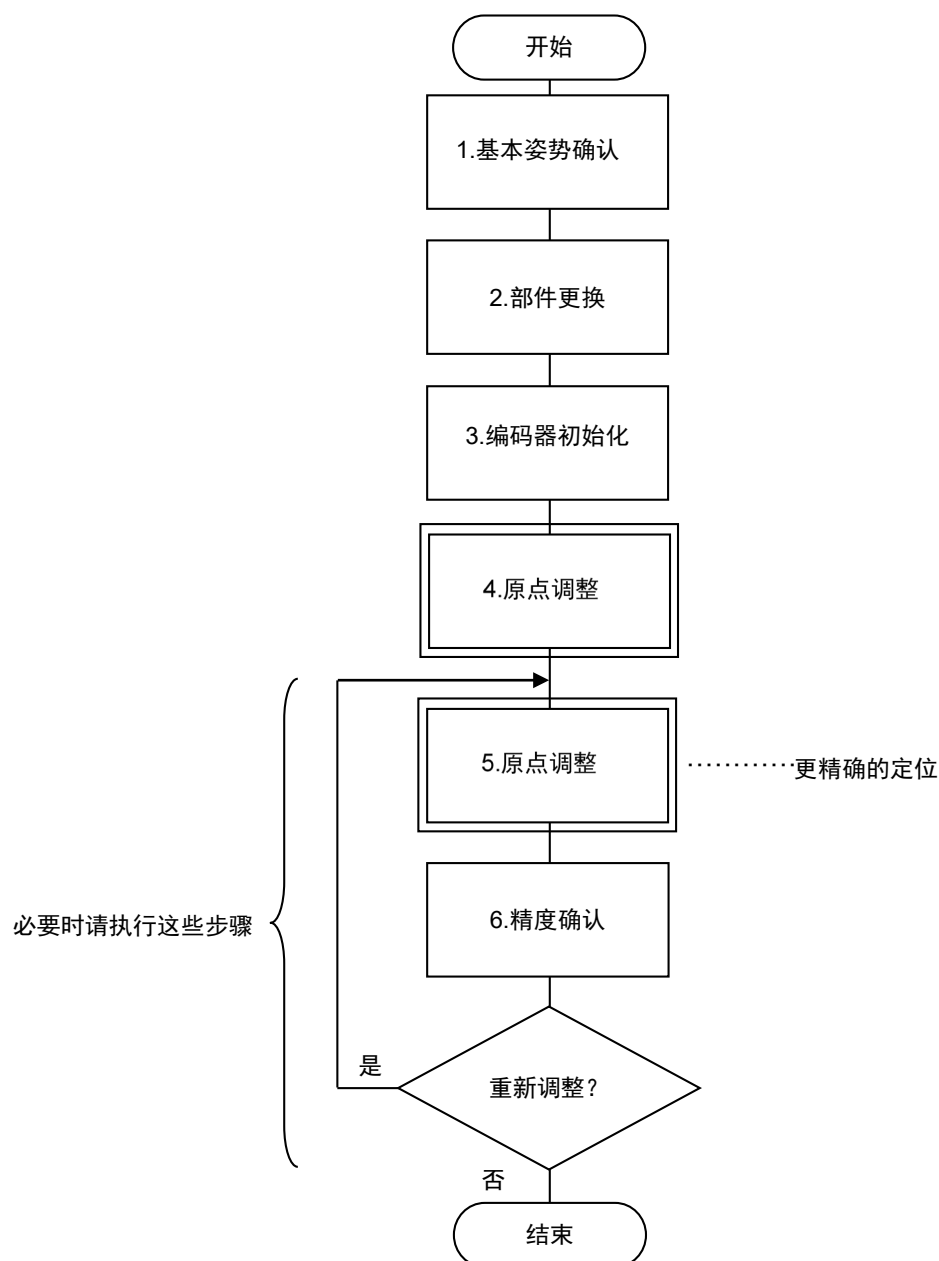 开始
1.基本姿势确认
2.部件更换
3.编码器初始化
4.原点调整
5.原点调整
…………更精确的定位
6.精度确认
必要时请执行这些步骤
是
重新调整?
否
结束